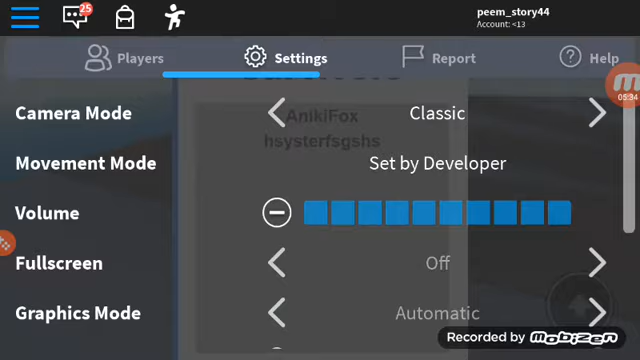 25
peem_story44
Account: <13
Players
Settings
Report
Help
AnikiFox
hsysterfsgshs
05:34
Camera Mode
Classic
Movement Mode
Set by Developer
Volume
Fullscreen
Off
Graphics Mode
Automatic
Recorded by mobizen